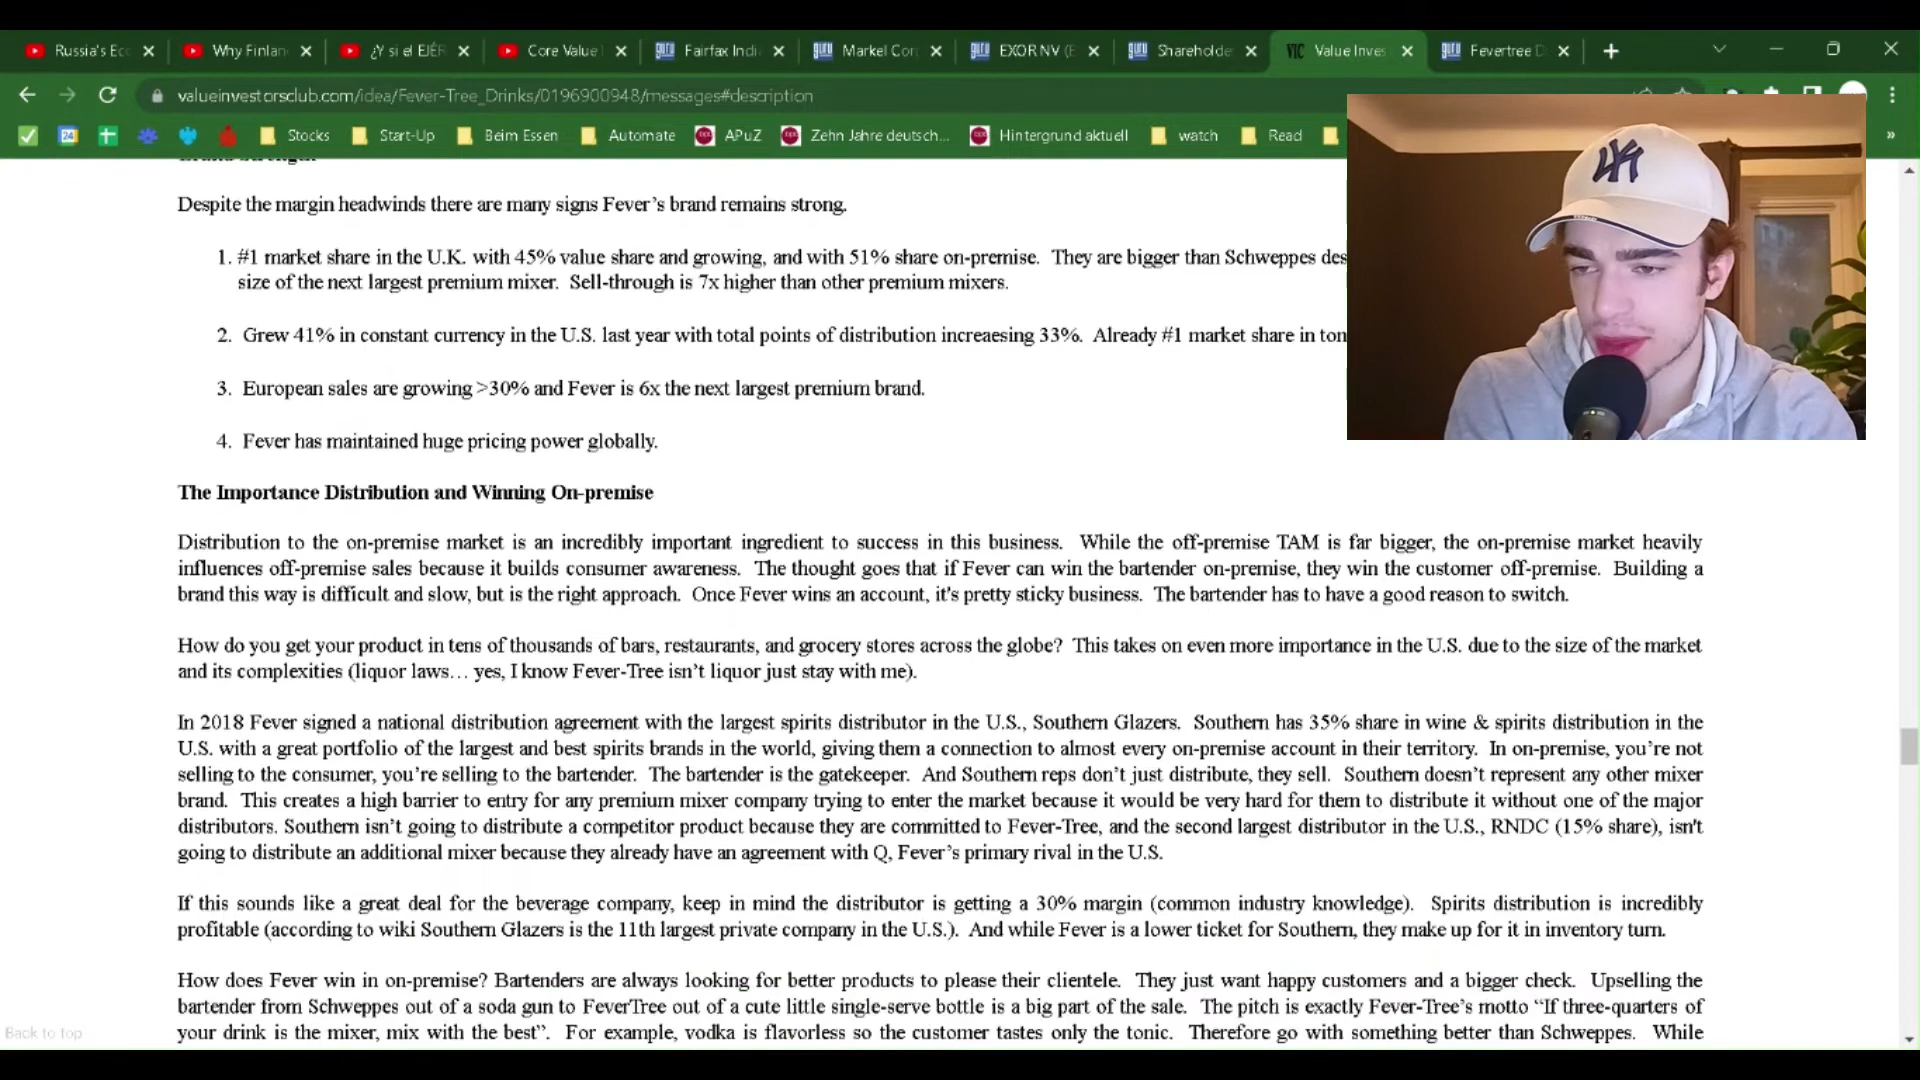 Russia's Ec
Why Finlan
¿Y si el EJÉR
Core Value
guru
Fairfax Indi
guru
Markel Cor
guru
EXOR NV (E
guru
Shareholde
VIC
Value Inves
guru
Fevertree D
valueinvestorsclub.com/idea/Fever-Tree_Drinks/0196900948/messages#description
24
Stocks
Start-Up
Beim Essen
Automate
bpb
APuZ
bpb
Zehn Jahre deutsch...
bpb
Hintergrund aktuell
watch
Read
»
Brand Strength
Despite the margin headwinds there are many signs Fever's brand remains strong.
1. #1 market share in the U.K. with 45% value share and growing, and with 51% share on-premise. They are bigger than Schweppes des
size of the next largest premium mixer. Sell-through is 7x higher than other premium mixers.
2. Grew 41% in constant currency in the U.S. last year with total points of distribution increaesing 33%. Already #1 market share in ton
3. European sales are growing >30% and Fever is 6x the next largest premium brand.
4. Fever has maintained huge pricing power globally.
The Importance Distribution and Winning On-premise
Distribution to the on-premise market is an incredibly important ingredient to success in this business. While the off-premise TAM is far bigger, the on-premise market heavily
influences off-premise sales because it builds consumer awareness. The thought goes that if Fever can win the bartender on-premise, they win the customer off-premise. Building a
brand this way is difficult and slow, but is the right approach. Once Fever wins an account, it's pretty sticky business. The bartender has to have a good reason to switch.
How do you get your product in tens of thousands of bars, restaurants, and grocery stores across the globe? This takes on even more importance in the U.S. due to the size of the market
and its complexities (liquor laws… yes, I know Fever-Tree isn't liquor just stay with me).
In 2018 Fever signed a national distribution agreement with the largest spirits distributor in the U.S., Southern Glazers. Southern has 35% share in wine & spirits distribution in the
U.S. with a great portfolio of the largest and best spirits brands in the world, giving them a connection to almost every on-premise account in their territory. In on-premise, you're not
selling to the consumer, you're selling to the bartender. The bartender is the gatekeeper. And Southern reps don't just distribute, they sell. Southern doesn't represent any other mixer
brand. This creates a high barrier to entry for any premium mixer company trying to enter the market because it would be very hard for them to distribute it without one of the major
distributors. Southern isn't going to distribute a competitor product because they are committed to Fever-Tree, and the second largest distributor in the U.S., RNDC (15% share), isn't
going to distribute an additional mixer because they already have an agreement with Q, Fever's primary rival in the U.S.
If this sounds like a great deal for the beverage company, keep in mind the distributor is getting a 30% margin (common industry knowledge). Spirits distribution is incredibly
profitable (according to wiki Southern Glazers is the 11th largest private company in the U.S.). And while Fever is a lower ticket for Southern, they make up for it in inventory turn.
How does Fever win in on-premise? Bartenders are always looking for better products to please their clientele. They just want happy customers and a bigger check. Upselling the
bartender from Schweppes out of a soda gun to FeverTree out of a cute little single-serve bottle is a big part of the sale. The pitch is exactly Fever-Tree's motto "If three-quarters of
your drink is the mixer, mix with the best". For example, vodka is flavorless so the customer tastes only the tonic. Therefore go with something better than Schweppes. While
Back to top